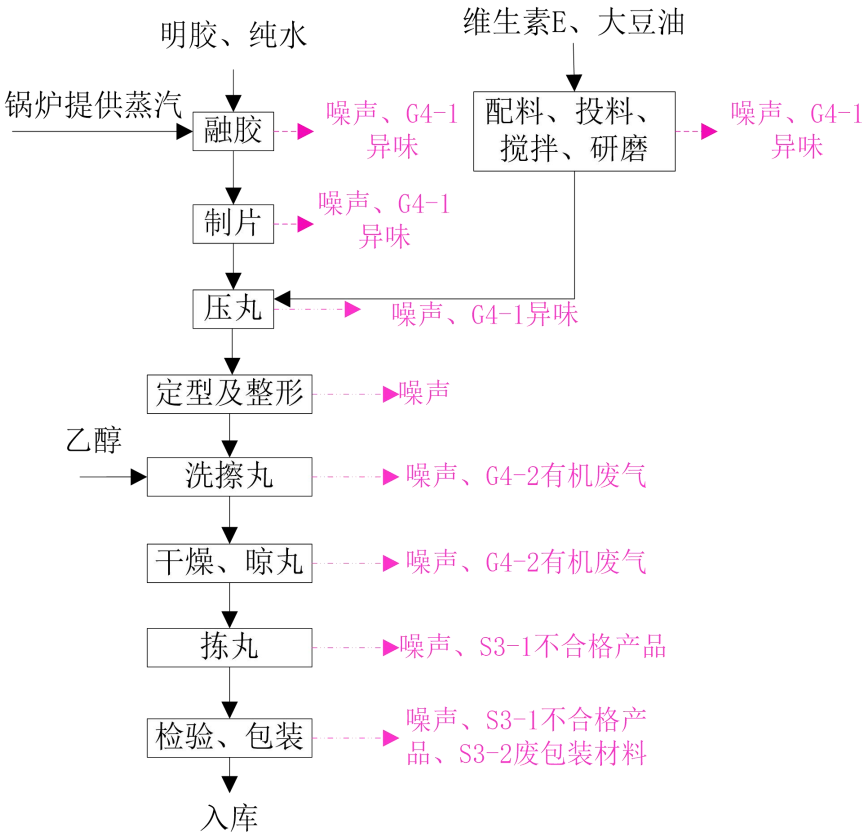 明胶、纯水
维生素E、大豆油
锅炉提供蒸汽
融胶
噪声、G4-1
异味
配料、投料、
搅拌、研磨
噪声、G4-1
异味
制片
噪声、G4-1
异味
压丸
噪声、G4-1异味
定型及整形
噪声
乙醇
洗擦丸
噪声、G4-2有机废气
干燥、晾丸
噪声、G4-2有机废气
拣丸
噪声、S3-1不合格产品
检验、包装
噪声、S3-1不合格产
品、S3-2废包装材料
入库